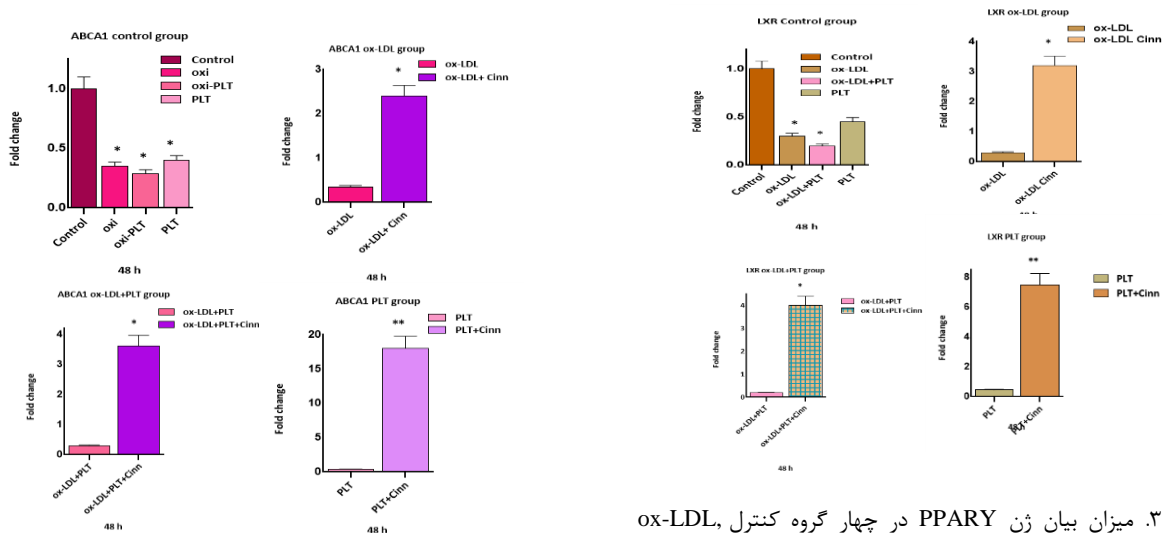 ABCA1 control group
Control
oxi
oxi-PLT
PLT
Fold change
1.0
0.5
0.0
*
*
*
Control
oxi
oxi-PLT
PLT
48 h
ABCA1 ox-LDL group
ox-LDL
ox-LDL+ Cinn
Fold change
3
2
1
0
*
ox-LDL
ox-LDL+ Cinn
48 h
ABCA1 ox-LDL+PLT group
ox-LDL+PLT
ox-LDL+PLT+Cinn
Fold change
4
3
2
1
0
*
ox-LDL+PLT
ox-LDL+PLT+Cinn
48 h
ABCA1 PLT group
PLT
PLT+Cinn
Fold change
20
15
10
5
0
**
PLT
PLT+Cinn
48 h
LXR Control group
Control
ox-LDL
ox-LDL+PLT
PLT
Fold change
1.0
0.5
0.0
*
*
Control
ox-LDL
ox-LDL+PLT
PLT
48 h
LXR ox-LDL group
ox-LDL
ox-LDL Cinn
Fold change
4
3
2
1
0
*
ox-LDL
ox-LDL Cinn
LXR ox-LDL+PLT group
ox-LDL+PLT
ox-LDL+PLT+Cinn
Fold change
4
3
2
1
0
*
ox-LDL+PLT
ox-LDL+PLT+Cinn
48 h
LXR PLT group
PLT
PLT+Cinn
Fold change
8
6
4
2
0
**
PLT
PLT+Cinn
۳. میزان بیان ژن PPARY در چهار گروه کنترل ,ox-LDL